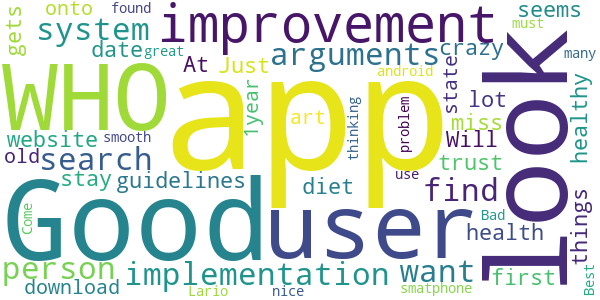 onto
found
gets
system
date
great
improvement
seems
arguments
crazy
At
Just
android
state
look
many
must
WHO
app
1year
art
thinking
problem
lot
miss
Will
healthy
website
smooth
old
search
trust
use
stay
guidelines
diet
find
things
Good
user
Come
Bad
health
person
implementation
want
first
Best
download
Lario
nice
smatphone